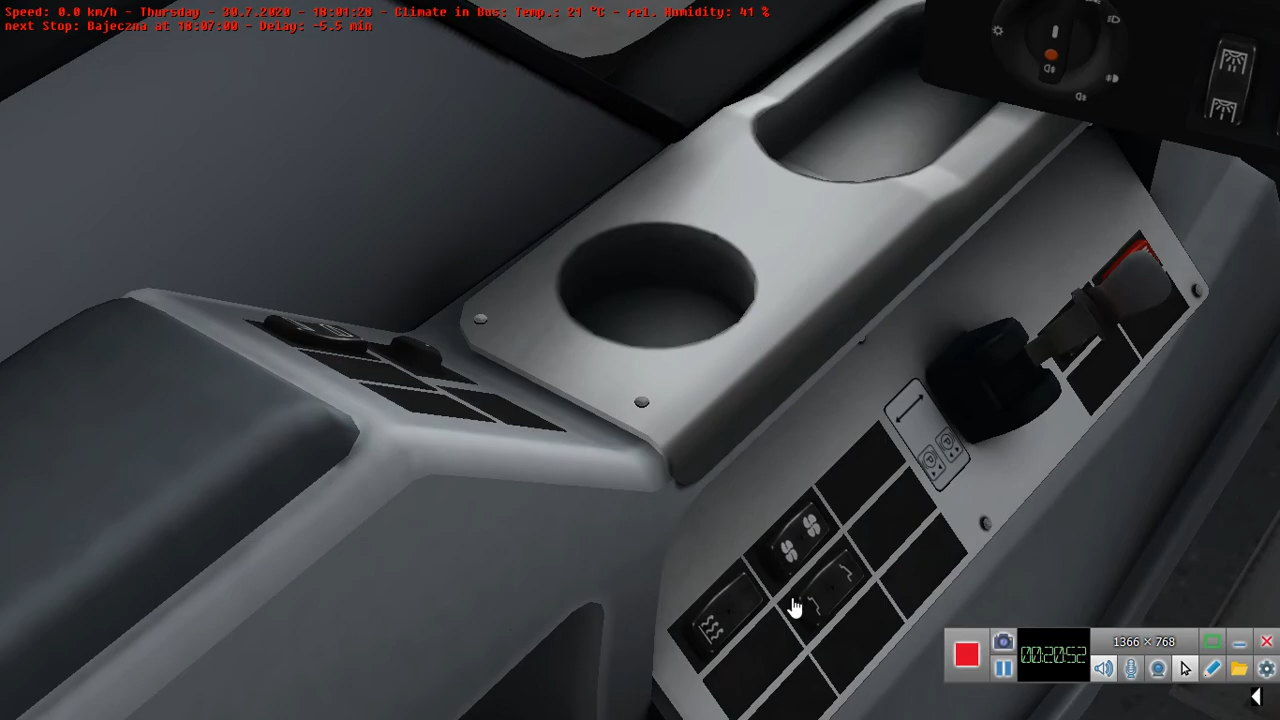 Speed: 0.0 km/h - Thursday - 30.7.2020 - 18:01:28 - Climate in Bus: Temp.: 21 °C - rel. Humidity: 41 %
next Stop: Bajeczna at 18:07:00 - Delay: -5.5 min
1366 × 768
00:20:52